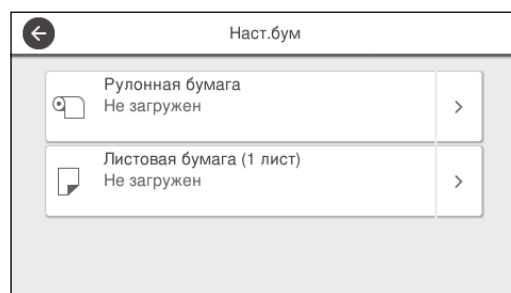 Наст.бум
Рулонная бумага
Не загружен
Листовая бумага (1 лист)
Не загружен